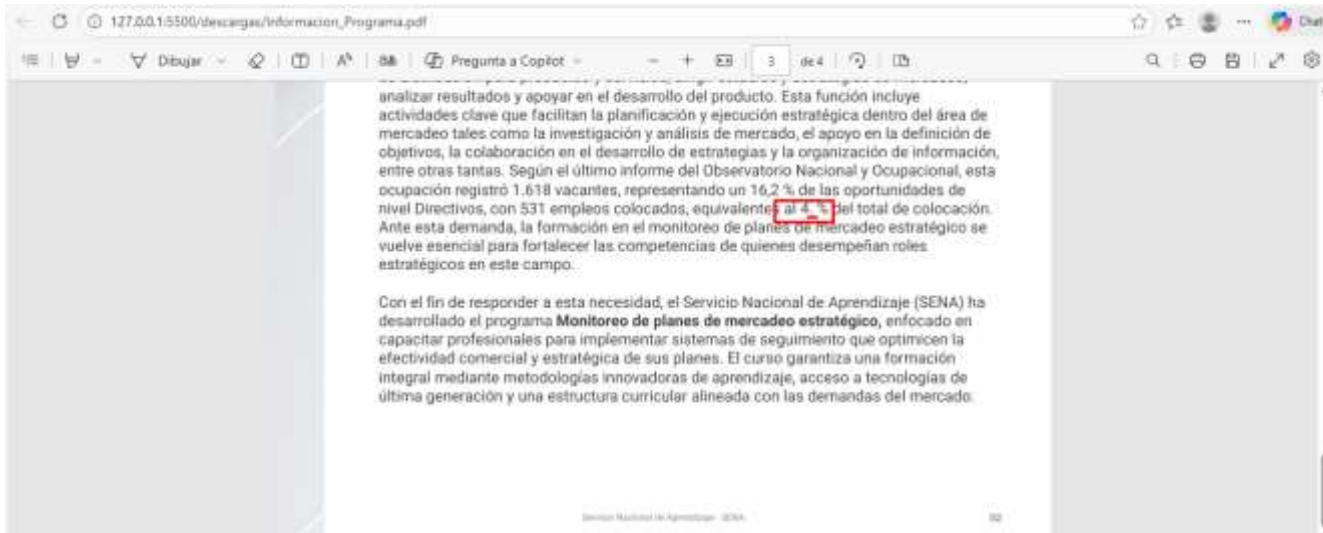 127.0.0.1:5500/descargas/Informacion_Programa.pdf
Chat
Dibujar
Pregunta a Copilot
3 de 4
analizar resultados y apoyar en el desarrollo del producto. Esta función incluye
actividades clave que facilitan la planificación y ejecución estratégica dentro del área de
mercadeo tales como la investigación y análisis de mercado, el apoyo en la definición de
objetivos, la colaboración en el desarrollo de estrategias y la organización de información,
entre otras tantas. Según el último informe del Observatorio Nacional y Ocupacional, esta
ocupación registró 1.618 vacantes, representando un 16,2 % de las oportunidades de
nivel Directivos, con 531 empleos colocados, equivalentes al 4 % del total de colocación.
Ante esta demanda, la formación en el monitoreo de planes de mercadeo estratégico se
vuelve esencial para fortalecer las competencias de quienes desempeñan roles
estratégicos en este campo.
Con el fin de responder a esta necesidad, el Servicio Nacional de Aprendizaje (SENA) ha
desarrollado el programa Monitoreo de planes de mercadeo estratégico, enfocado en
capacitar profesionales para implementar sistemas de seguimiento que optimicen la
efectividad comercial y estratégica de sus planes. El curso garantiza una formación
integral mediante metodologías innovadoras de aprendizaje, acceso a tecnologías de
última generación y una estructura curricular alineada con las demandas del mercado.
Servicio Nacional de Aprendizaje - SENA